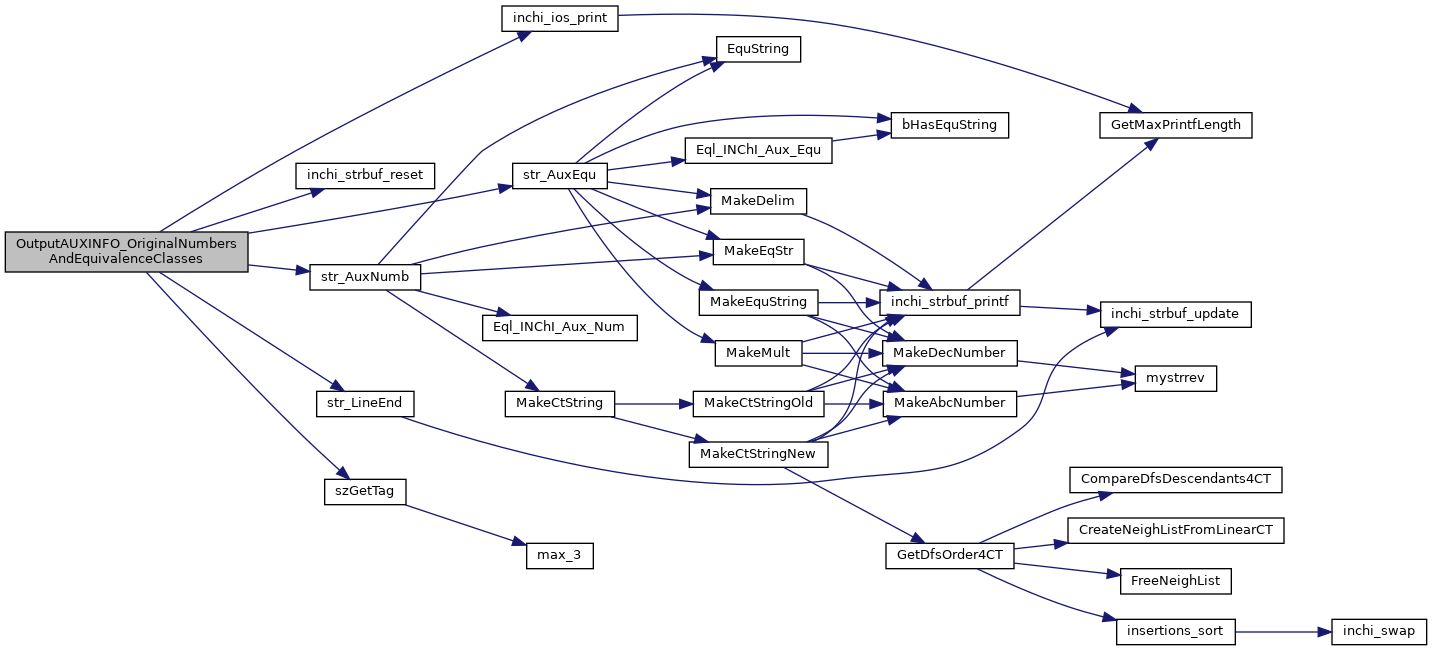 inchi_ios_print
EquString
GetMaxPrintfLength
bHasEquString
Eql_INChI_Aux_Equ
inchi_strbuf_reset
str_AuxEqu
MakeDelim
OutputAUXINFO_OriginalNumbers
AndEquivalenceClasses
MakeEqStr
str_AuxNumb
MakeEquString
inchi_strbuf_printf
inchi_strbuf_update
Eql_INChI_Aux_Num
MakeMult
MakeDecNumber
mystrrev
str_LineEnd
MakeCtString
MakeCtStringOld
MakeAbcNumber
MakeCtStringNew
szGetTag
CompareDfsDescendants4CT
CreateNeighListFromLinearCT
max_3
GetDfsOrder4CT
FreeNeighList
insertions_sort
inchi_swap